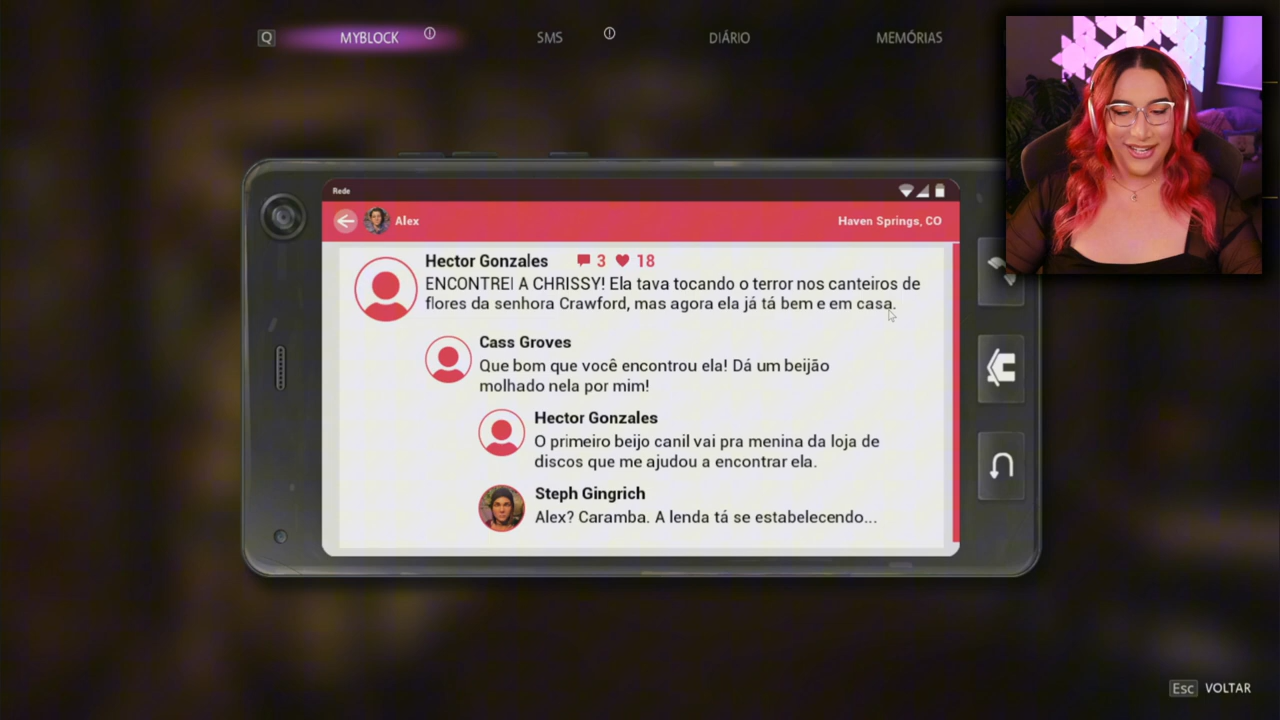 Q MYBLOCK SMS DIÁRIO MEMÓRIAS
Rede
Alex Haven Springs, CO
Hector Gonzales 3 18
ENCONTREI A CHRISSY! Ela tava tocando o terror nos canteiros de
flores da senhora Crawford, mas agora ela já tá bem e em casa.
Cass Groves
Que bom que você encontrou ela! Dá um beijão
molhado nela por mim!
Hector Gonzales
O primeiro beijo canil vai pra menina da loja de
discos que me ajudou a encontrar ela.
Steph Gingrich
Alex? Caramba. A lenda tá se estabelecendo...
Esc VOLTAR